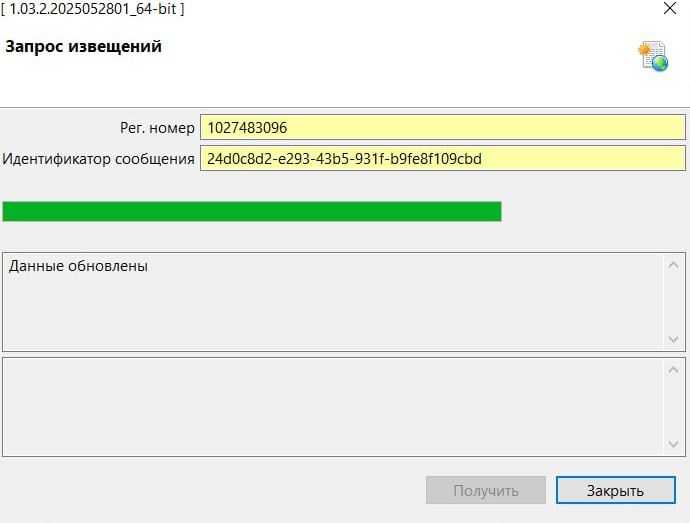 [ 1.03.2.2025052801_64-bit ]
Запрос извещений
Рег. номер 1027483096
Идентификатор сообщения 24d0c8d2-e293-43b5-931f-b9fe8f109cbd
Данные обновлены
Получить Закрыть